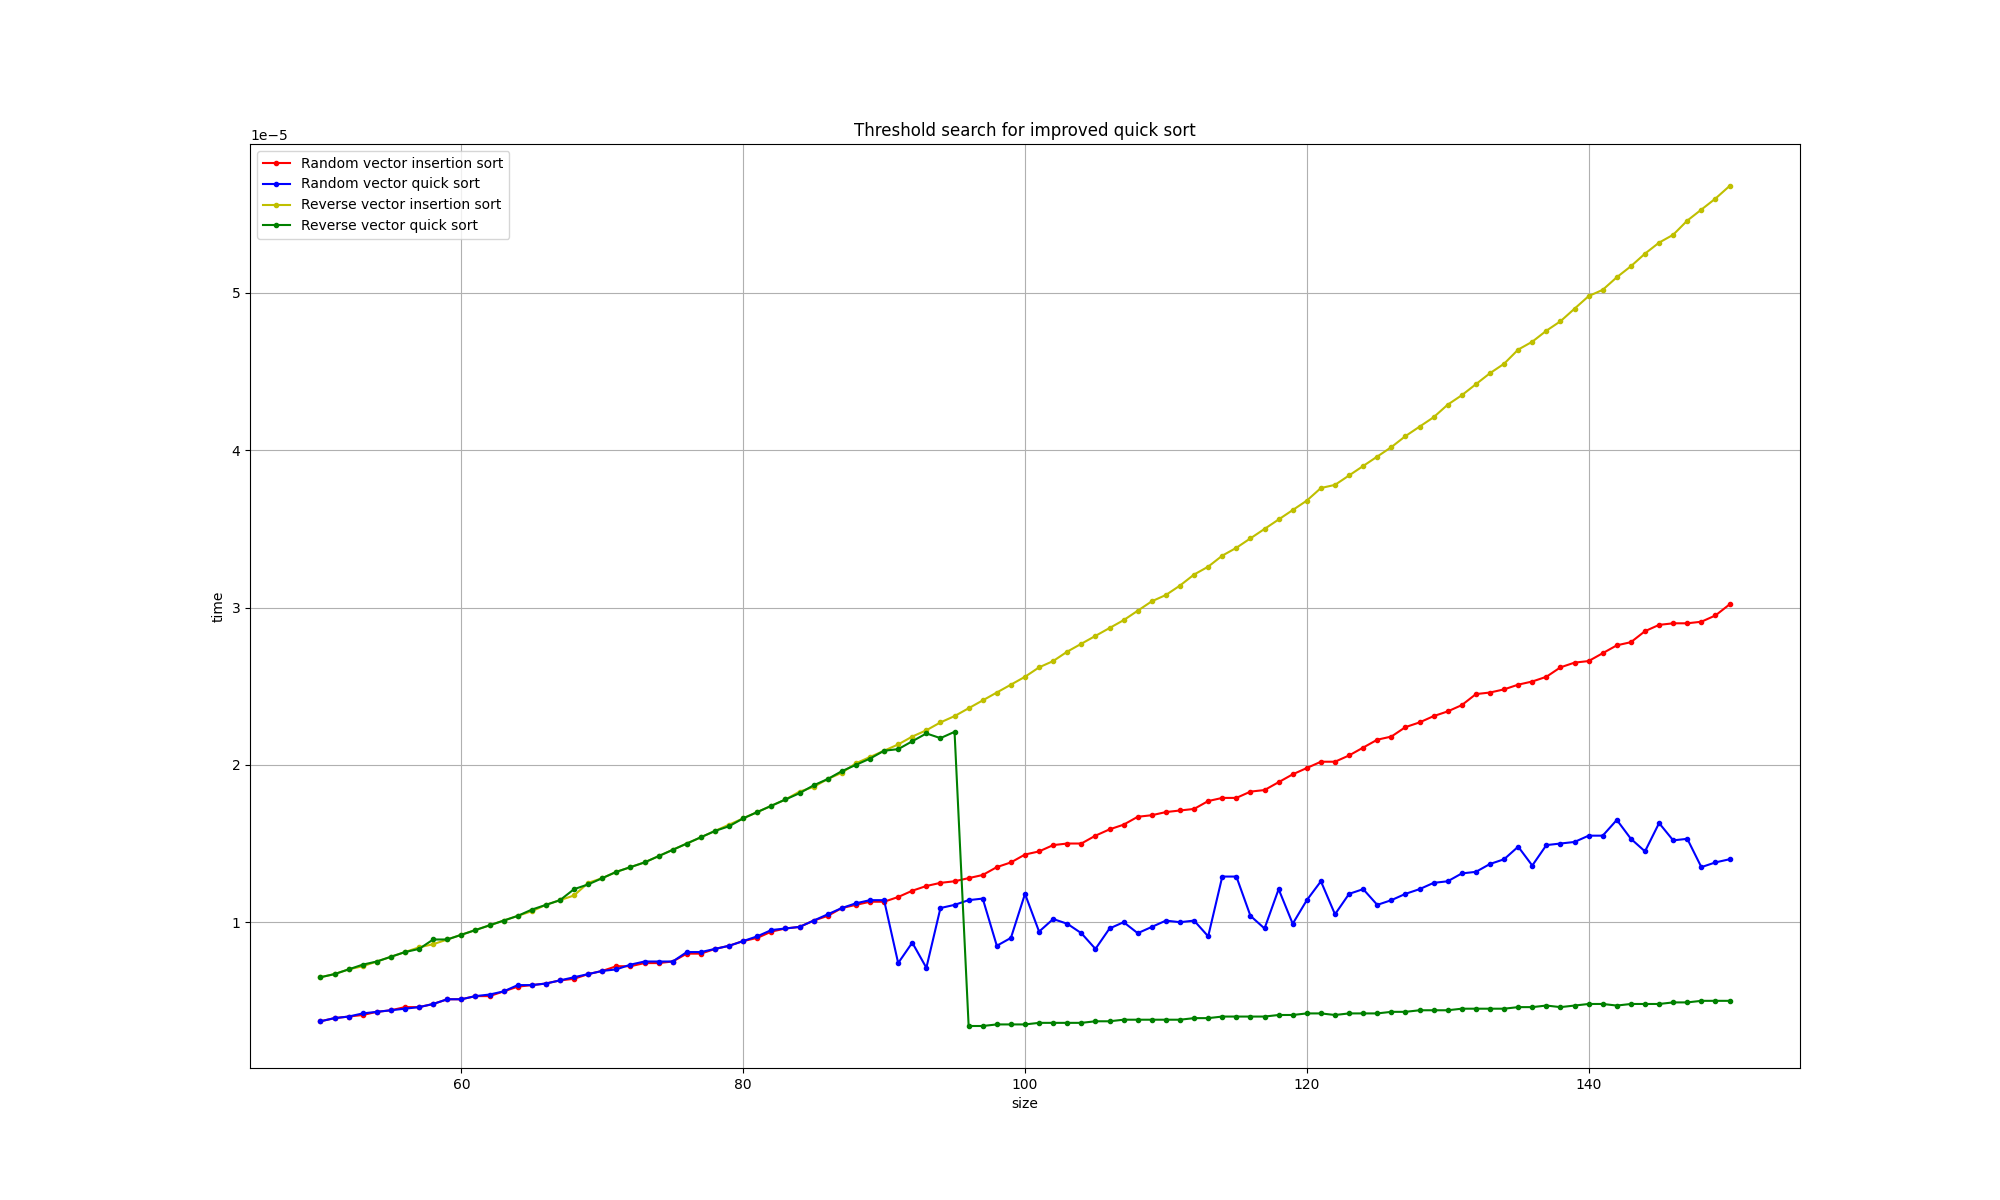 Threshold search for improved quick sort
1e−5
Random vector insertion sort
Random vector quick sort
Reverse vector insertion sort
Reverse vector quick sort
5
4
3
2
1
time
60 80 100 120 140
size